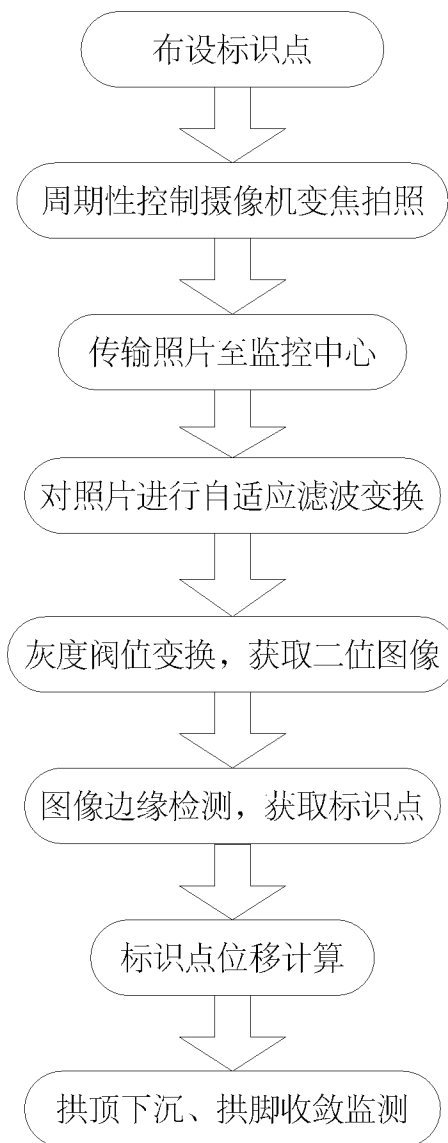 布设标识点
周期性控制摄像机变焦拍照
传输照片至监控中心
对照片进行自适应滤波变换
灰度阀值变换，获取二值图像
图像边缘检测，获取标识点
标识点位移计算
拱顶下沉、拱脚收敛监测